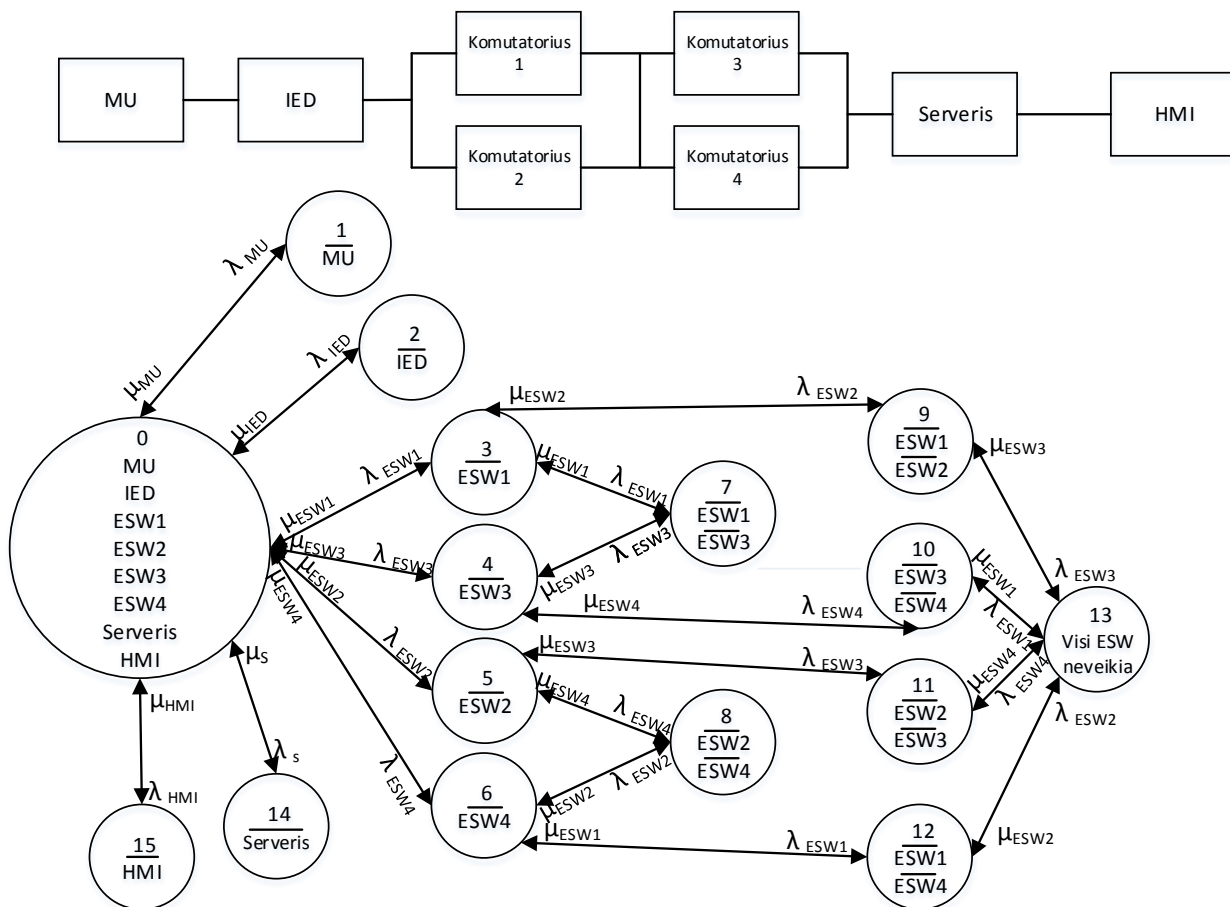 MU
IED
Komutatorius
1
Komutatorius
2
Komutatorius
3
Komutatorius
4
Serveris
HMI
1
MU
λ MU
μMU
2
IED
λ IED
μIED
0
MU
IED
ESW1
ESW2
ESW3
ESW4
Serveris
HMI
μESW1
λ ESW1
μESW3
λ ESW3
μESW2
λ ESW2
μESW4
λ ESW4
μS
λ s
μHMI
λ HMI
3
ESW1
4
ESW3
5
ESW2
6
ESW4
μESW1
λ ESW1
μESW3
λ ESW3
7
ESW1
ESW3
μESW4
λ ESW4
μESW2
λ ESW2
8
ESW2
ESW4
μESW2
λ ESW2
μESW4
λ ESW4
μESW3
λ ESW3
μESW1
λ ESW1
9
ESW1
ESW2
10
ESW3
ESW4
11
ESW2
ESW3
12
ESW1
ESW4
μESW3
λ ESW3
μESW1
λ ESW1
μESW4
λ ESW4
λ ESW2
μESW2
13
Visi ESW
neveikia
14
Serveris
15
HMI